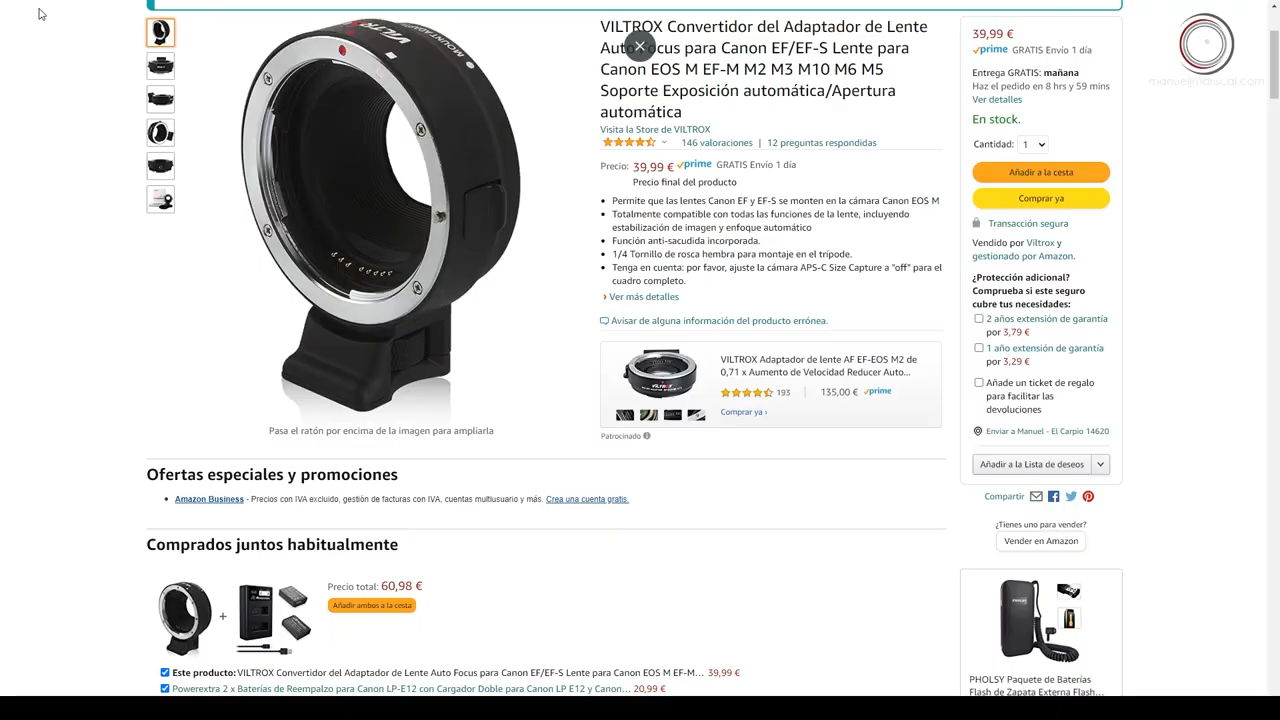 VILTROX Convertidor del Adaptador de Lente
Auto Focus para Canon EF/EF-S Lente para
Canon EOS M EF-M M2 M3 M10 M6 M5
Soporte Exposición automática/Apertura
automática
Visita la Store de VILTROX
146 valoraciones | 12 preguntas respondidas
Precio: 39,99 € prime GRATIS Envío 1 día
Precio final del producto
• Permite que las lentes Canon EF y EF-S se monten en la cámara Canon EOS M
• Totalmente compatible con todas las funciones de la lente, incluyendo
estabilización de imagen y enfoque automático
• Función anti-sacudida incorporada.
• 1/4 Tornillo de rosca hembra para montaje en el trípode.
• Tenga en cuenta: por favor, ajuste la cámara APS-C Size Capture a "off" para el
cuadro completo.
› Ver más detalles
Avisar de alguna información del producto errónea.
VILTROX Adaptador de lente AF EF-EOS M2 de
0,71 x Aumento de Velocidad Reducer Auto...
193 | 135,00 € prime
Comprar ya ›
Patrocinado
Pasa el ratón por encima de la imagen para ampliarla
Ofertas especiales y promociones
• Amazon Business - Precios con IVA excluido, gestión de facturas con IVA, cuentas multiusuario y más. Crea una cuenta gratis.
Comprados juntos habitualmente
+
Precio total: 60,98 €
Añadir ambos a la cesta
Este producto: VILTROX Convertidor del Adaptador de Lente Auto Focus para Canon EF/EF-S Lente para Canon EOS M EF-M... 39,99 €
Powerextra 2 x Baterías de Reempalzo para Canon LP-E12 con Cargador Doble para Canon LP E12 y Canon... 20,99 €
39,99 €
prime GRATIS Envío 1 día
Entrega GRATIS: mañana
Haz el pedido en 8 hrs y 59 mins
Ver detalles
En stock.
Cantidad: 1
Añadir a la cesta
Comprar ya
Transacción segura
Vendido por Viltrox y
gestionado por Amazon.
¿Protección adicional?
Comprueba si este seguro
cubre tus necesidades:
2 años extensión de garantía
por 3,79 €
1 año extensión de garantía
por 3,29 €
Añade un ticket de regalo
para facilitar las
devoluciones
Enviar a Manuel - El Carpio 14620
Añadir a la Lista de deseos
Compartir
¿Tienes uno para vender?
Vender en Amazon
PHOLSY Paquete de Baterías
Flash de Zapata Externa Flash...
manuelmariscal.com